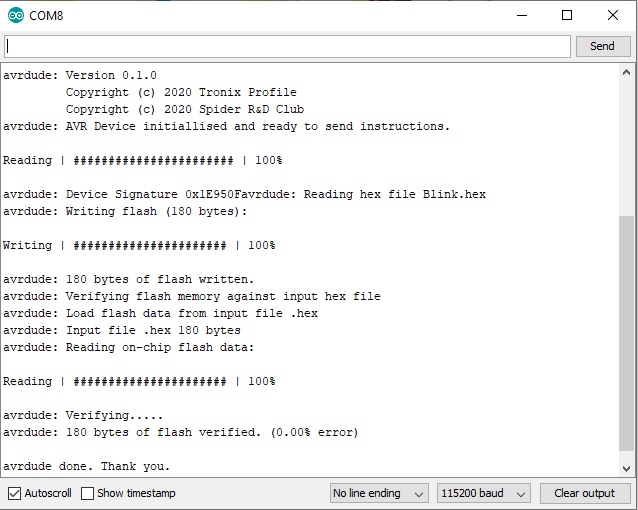 COM8
Send
avrdude: Version 0.1.0
Copyright (c) 2020 Tronix Profile
Copyright (c) 2020 Spider R&D Club
avrdude: AVR Device initiallised and ready to send instructions.
Reading | ####################### | 100%
avrdude: Device Signature 0x1E950Favrdude: Reading hex file Blink.hex
avrdude: Writing flash (180 bytes):
Writing | ###################### | 100%
avrdude: 180 bytes of flash written.
avrdude: Verifying flash memory against input hex file
avrdude: Load flash data from input file .hex
avrdude: Input file .hex 180 bytes
avrdude: Reading on-chip flash data:
Reading | ###################### | 100%
avrdude: Verifying.....
avrdude: 180 bytes of flash verified. (0.00% error)
avrdude done. Thank you.
Autoscroll Show timestamp No line ending 115200 baud Clear output